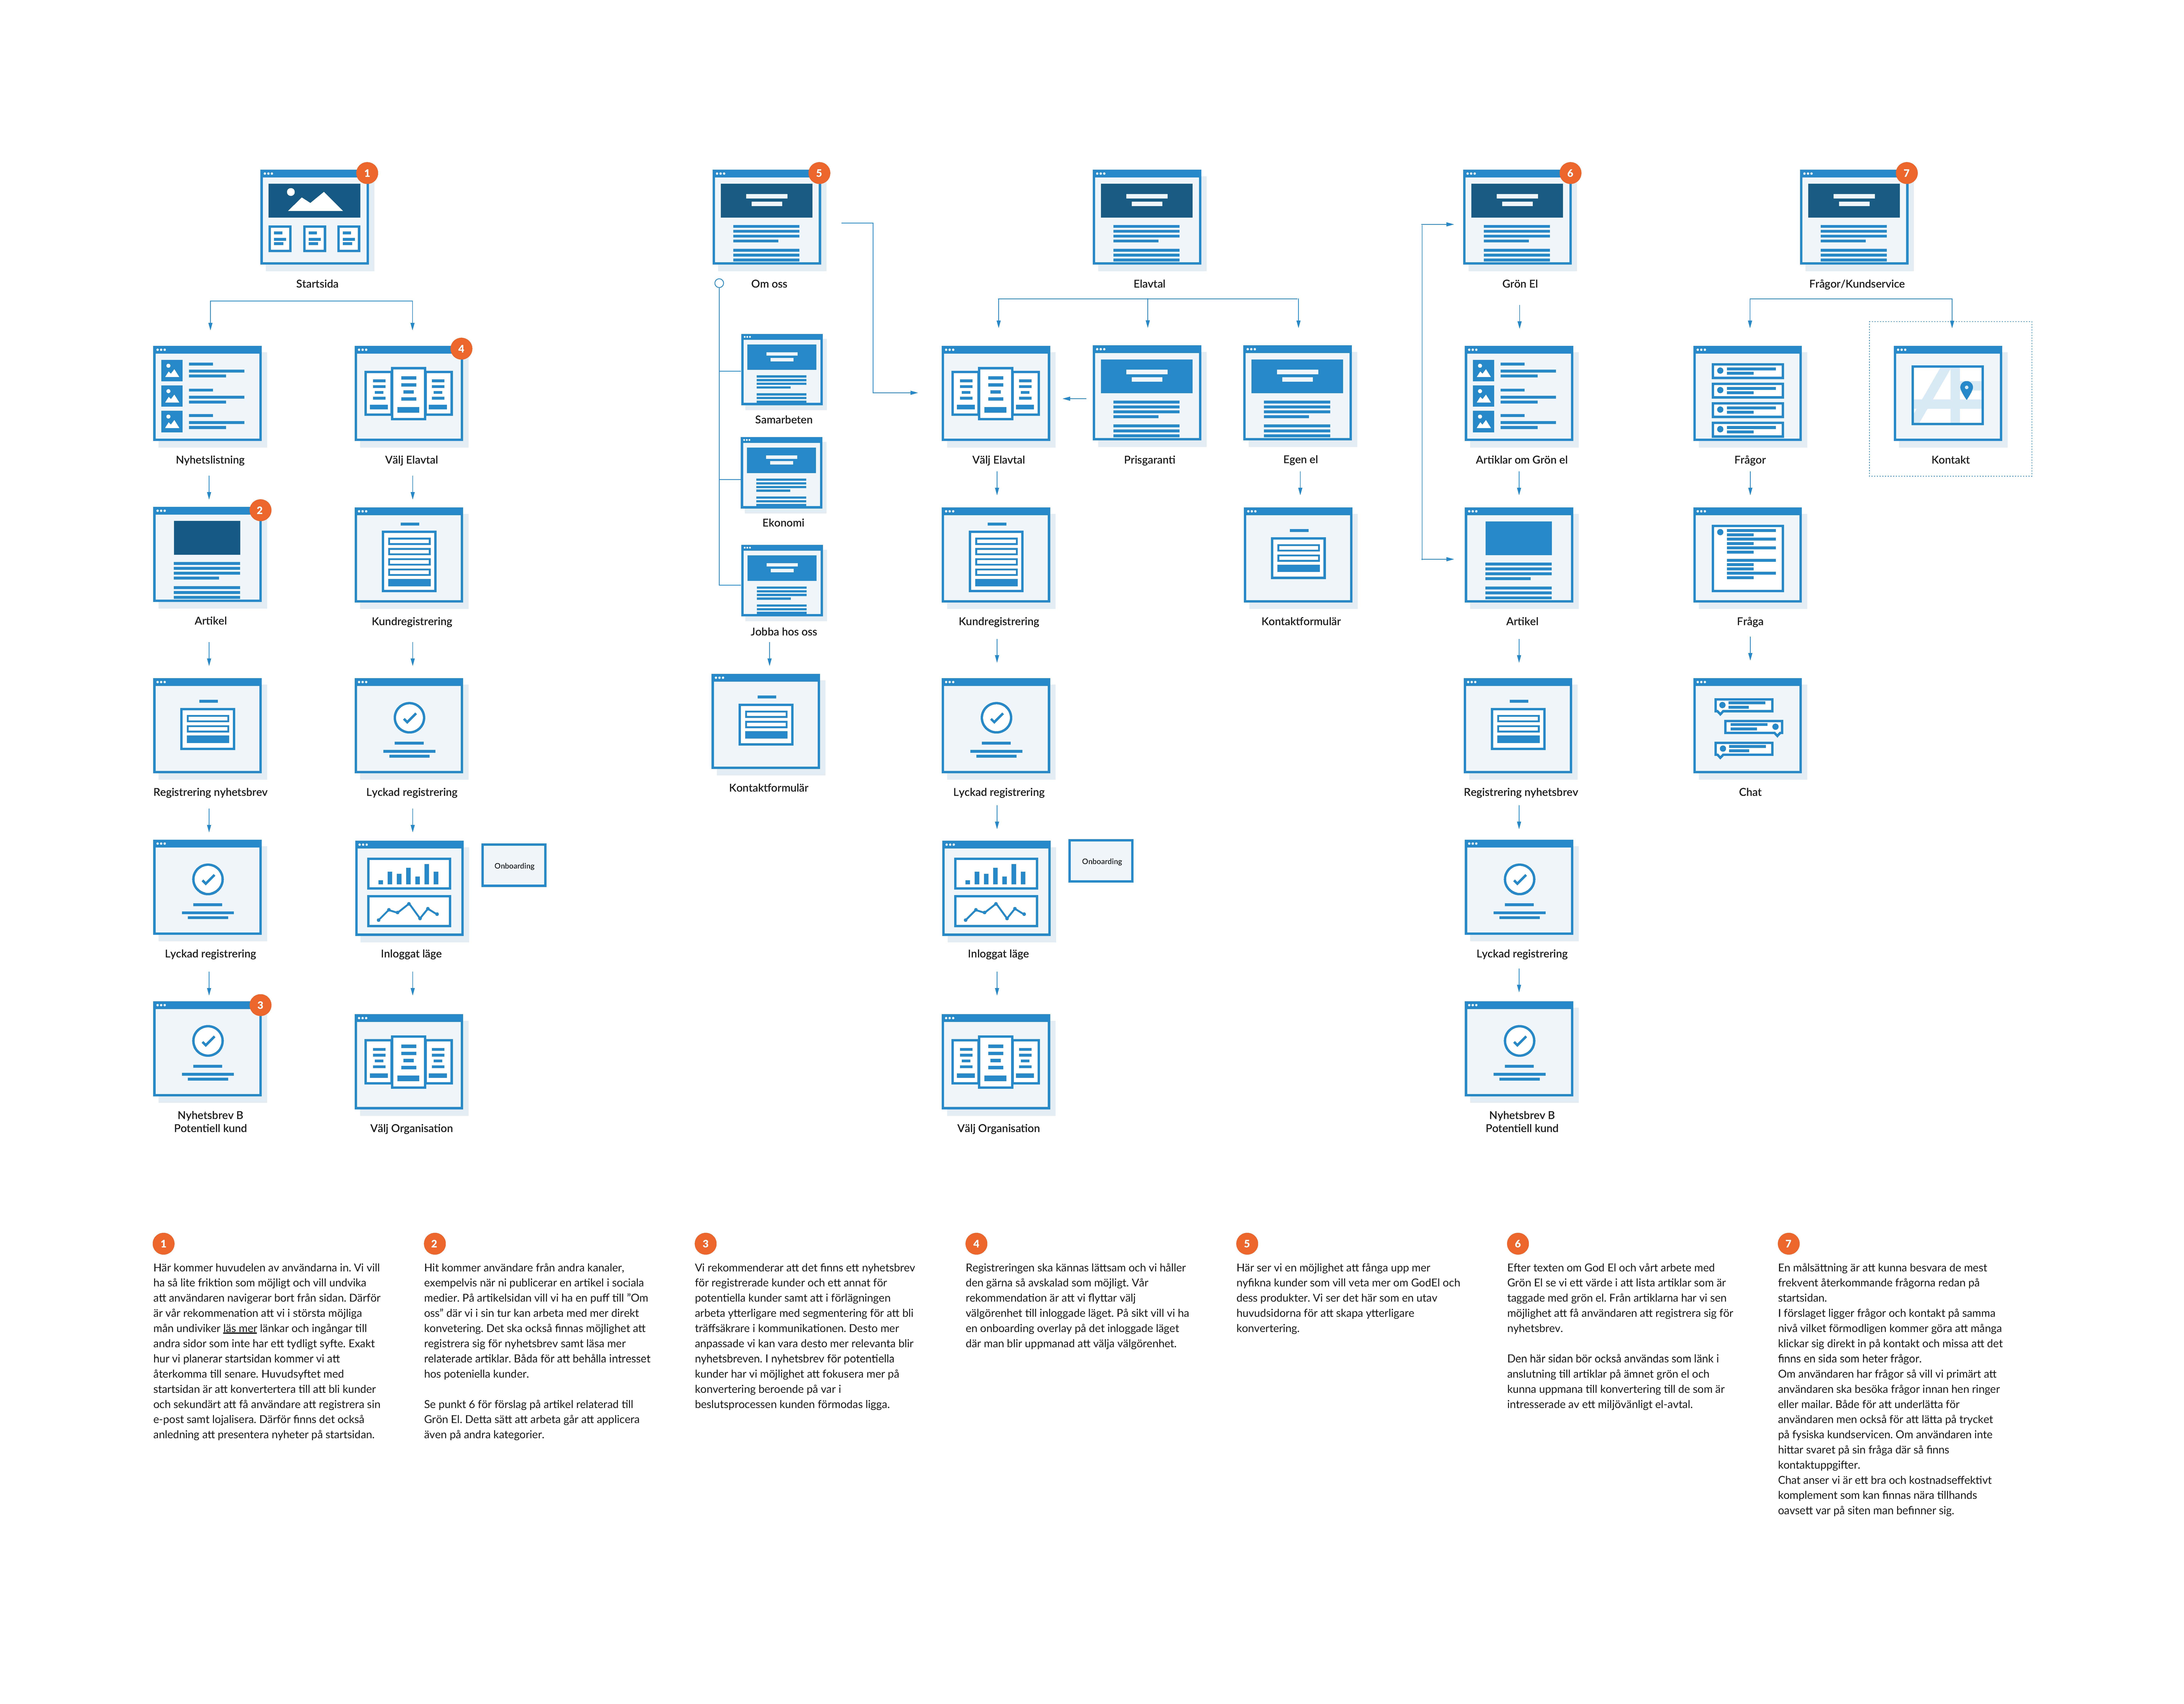 1
5
6
7
Startsida
Om oss
Elavtal
Grön El
Frågor/Kundservice
4
Samarbeten
Nyhetslistning
Välj Elavtal
Välj Elavtal
Prisgaranti
Egen el
Artiklar om Grön el
Frågor
Kontakt
2
Ekonomi
Artikel
Kundregistrering
Jobba hos oss
Kundregistrering
Kontaktformulär
Artikel
Fråga
Registrering nyhetsbrev
Lyckad registrering
Kontaktformulär
Lyckad registrering
Registrering nyhetsbrev
Chat
Onboarding
Onboarding
Lyckad registrering
Inloggat läge
Inloggat läge
Lyckad registrering
3
Nyhetsbrev B
Potentiell kund
Välj Organisation
Välj Organisation
Nyhetsbrev B
Potentiell kund
1
Här kommer huvudelen av användarna in. Vi vill
ha så lite friktion som möjligt och vill undvika
att användaren navigerar bort från sidan. Därför
är vår rekommenation att vi i största möjliga
mån undiviker läs mer länkar och ingångar till
andra sidor som inte har ett tydligt syfte. Exakt
hur vi planerar startsidan kommer vi att
återkomma till senare. Huvudsyftet med
startsidan är att konvertertera till att bli kunder
och sekundärt att få användare att registrera sin
e-post samt lojalisera. Därför finns det också
anledning att presentera nyheter på startsidan.
2
Hit kommer användare från andra kanaler,
exempelvis när ni publicerar en artikel i sociala
medier. På artikelsidan vill vi ha en puff till ”Om
oss” där vi i sin tur kan arbeta med mer direkt
konvetering. Det ska också finnas möjlighet att
registrera sig för nyhetsbrev samt läsa mer
relaterade artiklar. Båda för att behålla intresset
hos poteniella kunder.
Se punkt 6 för förslag på artikel relaterad till
Grön El. Detta sätt att arbeta går att applicera
även på andra kategorier.
3
Vi rekommenderar att det finns ett nyhetsbrev
för registrerade kunder och ett annat för
potentiella kunder samt att i förlägningen
arbeta ytterligare med segmentering för att bli
träffsäkrare i kommunikationen. Desto mer
anpassade vi kan vara desto mer relevanta blir
nyhetsbreven. I nyhetsbrev för potentiella
kunder har vi möjlighet att fokusera mer på
konvertering beroende på var i
beslutsprocessen kunden förmodas ligga.
4
Registreringen ska kännas lättsam och vi håller
den gärna så avskalad som möjligt. Vår
rekommendation är att vi flyttar välj
välgörenhet till inloggade läget. På sikt vill vi ha
en onboarding overlay på det inloggade läget
där man blir uppmanad att välja välgörenhet.
5
Här ser vi en möjlighet att fånga upp mer
nyfikna kunder som vill veta mer om GodEl och
dess produkter. Vi ser det här som en utav
huvudsidorna för att skapa ytterligare
konvertering.
6
Efter texten om God El och vårt arbete med
Grön El se vi ett värde i att lista artiklar som är
taggade med grön el. Från artiklarna har vi sen
möjlighet att få användaren att registrera sig för
nyhetsbrev.
Den här sidan bör också användas som länk i
anslutning till artiklar på ämnet grön el och
kunna uppmana till konvertering till de som är
intresserade av ett miljövänligt el-avtal.
7
En målsättning är att kunna besvara de mest
frekvent återkommande frågorna redan på
startsidan.
I förslaget ligger frågor och kontakt på samma
nivå vilket förmodligen kommer göra att många
klickar sig direkt in på kontakt och missa att det
finns en sida som heter frågor.
Om användaren har frågor så vill vi primärt att
användaren ska besöka frågor innan hen ringer
eller mailar. Både för att underlätta för
användaren men också för att lätta på trycket
på fysiska kundservicen. Om användaren inte
hittar svaret på sin fråga där så finns
kontaktuppgifter.
Chat anser vi är ett bra och kostnadseffektivt
komplement som kan finnas nära tillhands
oavsett var på siten man befinner sig.